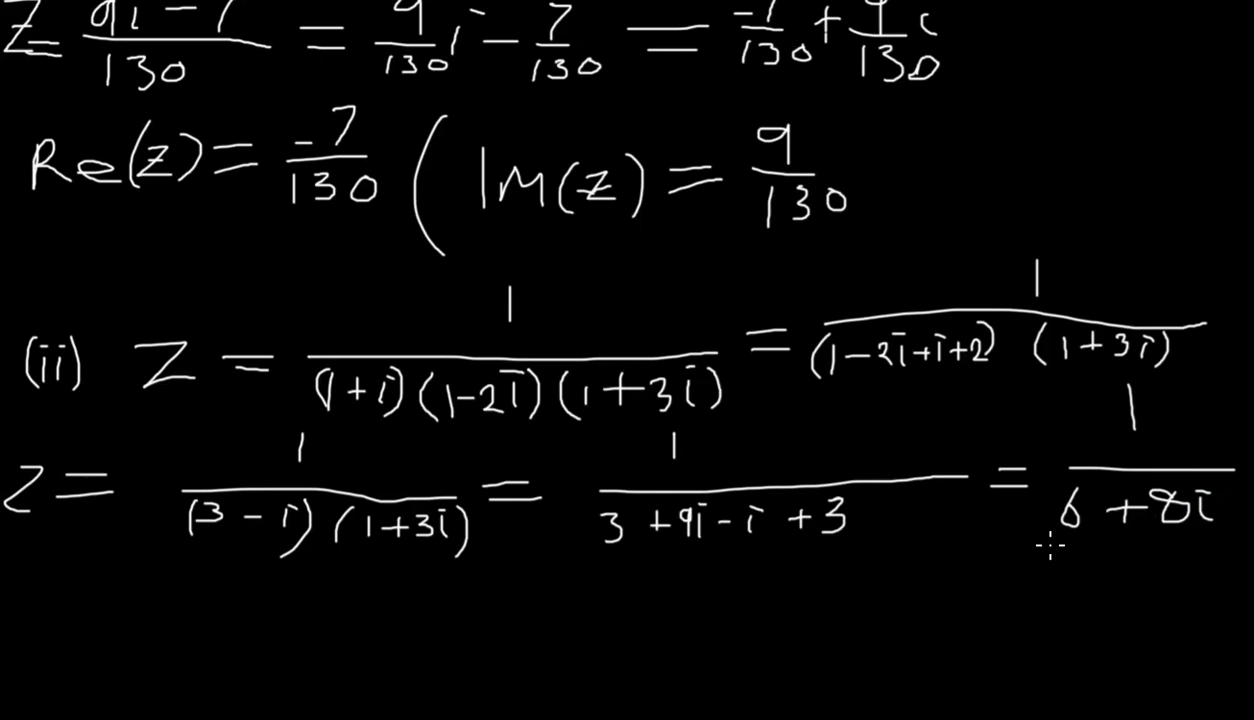 Z = 9i - 7 / 130 = 9/130 i - 7/130 = -7/130 + 9/130 i
Re(z) = -7/130 ( IM(z) = 9/130
(ii) Z = 1 / (1+i)(1-2i)(1+3i) = 1 / (1-2i+i+2) (1+3i)
Z = 1 / (3-i)(1+3i) = 1 / 3+9i-i+3 = 1 / 6+8i